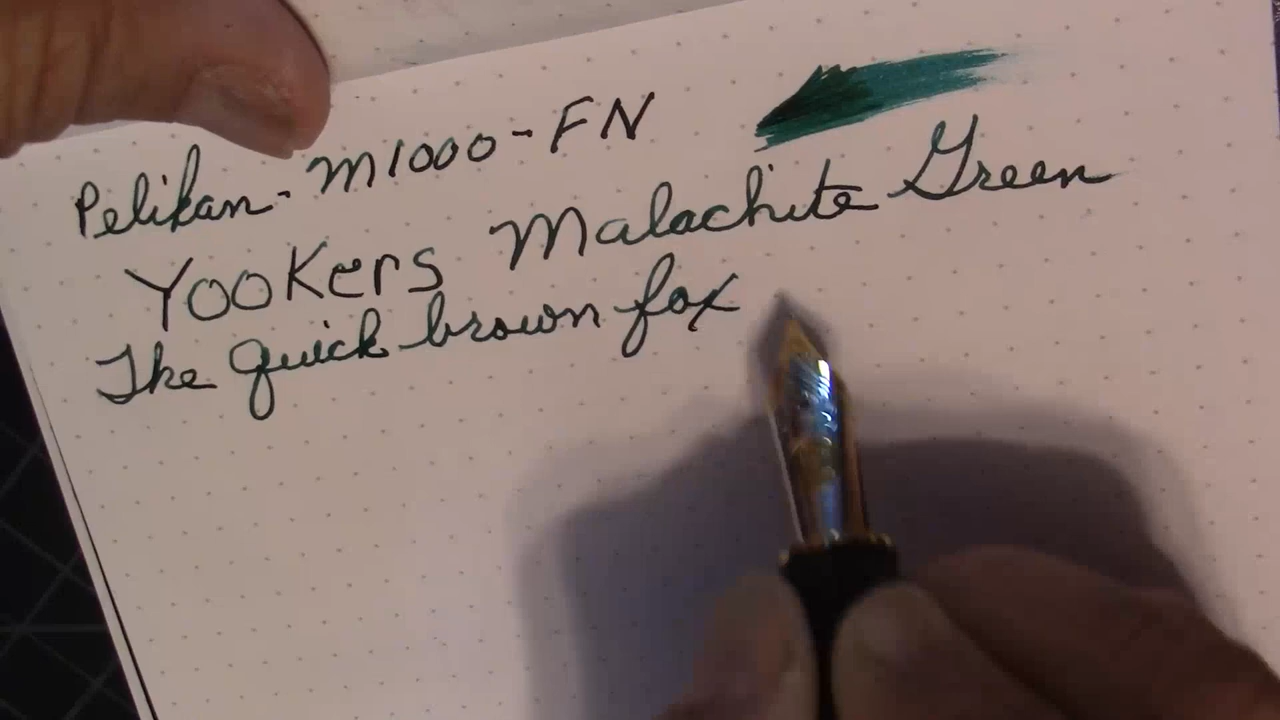 Pelikan - M1000 - FN
Yookers Malachite Green
The quick brown fox